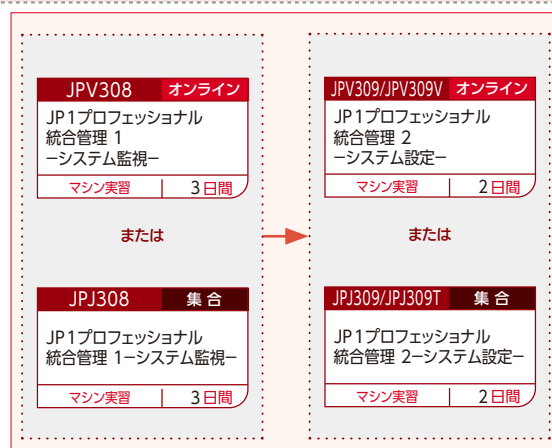 JPV308 オンライン
JP1プロフェッショナル
統合管理 1
−システム監視−
マシン実習 3日間
または
JPJ308 集合
JP1プロフェッショナル
統合管理 1−システム監視−
マシン実習 3日間
JPV309/JPV309V オンライン
JP1プロフェッショナル
統合管理 2
−システム設定−
マシン実習 2日間
または
JPJ309/JPJ309T 集合
JP1プロフェッショナル
統合管理 2−システム設定−
マシン実習 2日間